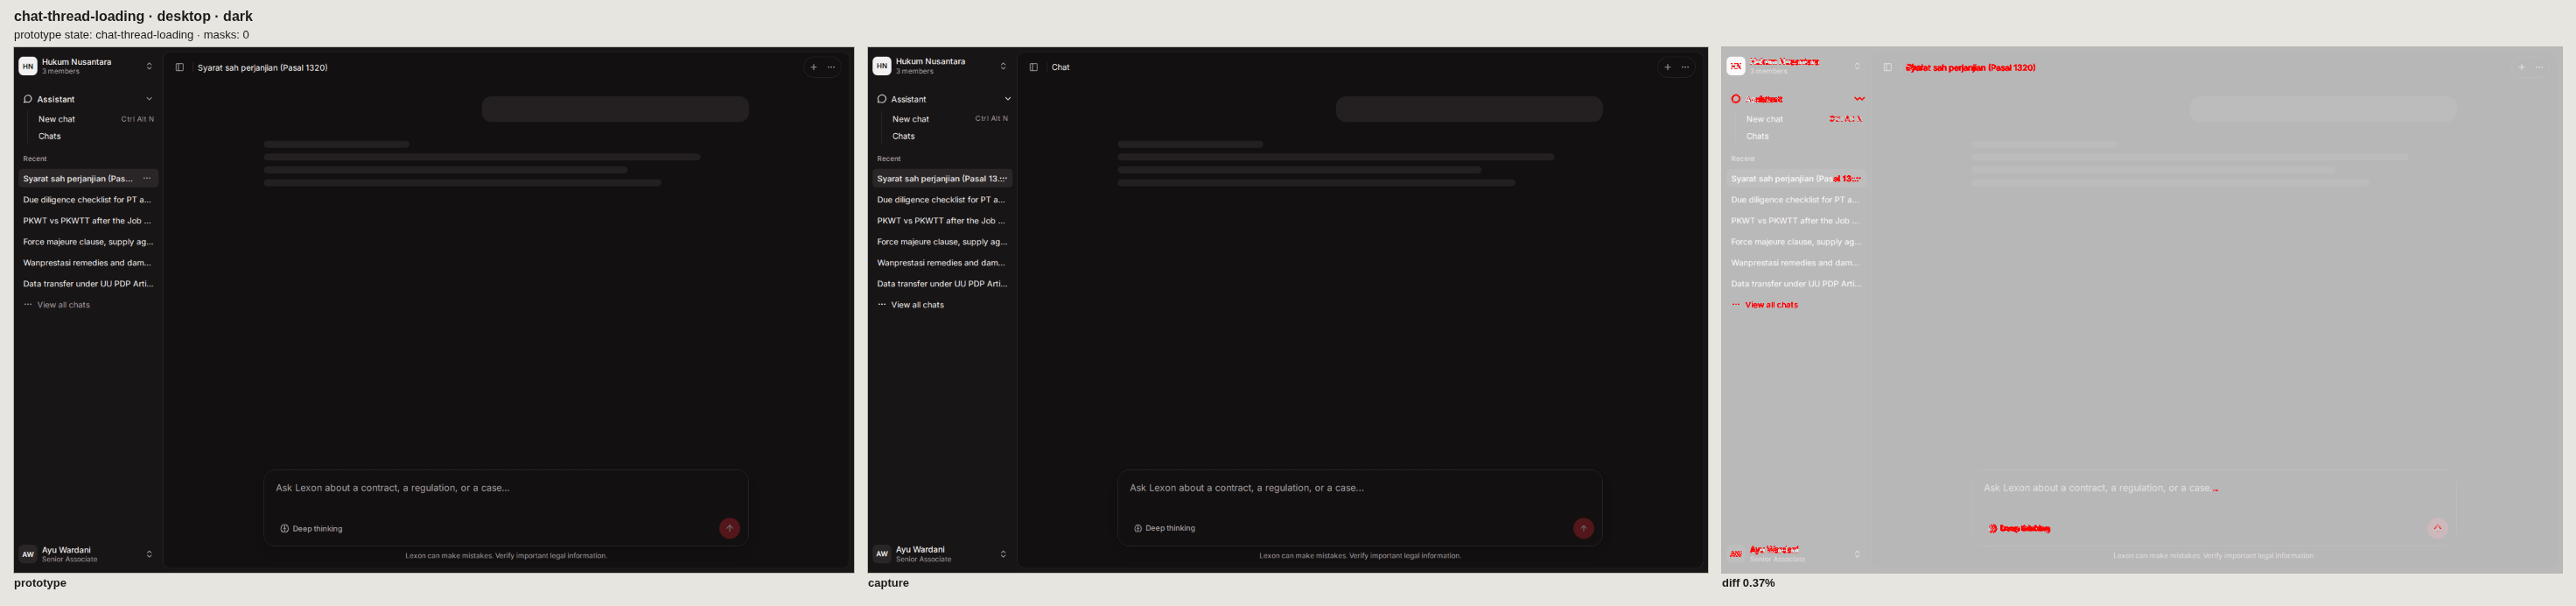 chat-thread-loading · desktop · dark
prototype state: chat-thread-loading · masks: 0
HN
Hukum Nusantara
3 members
Syarat sah perjanjian (Pasal 1320)
Assistant
New chat Ctrl Alt N
Chats
Recent
Syarat sah perjanjian (Pas... ...
Due diligence checklist for PT a...
PKWT vs PKWTT after the Job ...
Force majeure clause, supply ag...
Wanprestasi remedies and dam...
Data transfer under UU PDP Arti...
... View all chats
Ask Lexon about a contract, a regulation, or a case...
Deep thinking
Lexon can make mistakes. Verify important legal information.
AW
Ayu Wardani
Senior Associate
prototype
HN
Hukum Nusantara
3 members
Chat
Assistant
New chat Ctrl Alt N
Chats
Recent
Syarat sah perjanjian (Pasal 13...
Due diligence checklist for PT a...
PKWT vs PKWTT after the Job ...
Force majeure clause, supply ag...
Wanprestasi remedies and dam...
Data transfer under UU PDP Arti...
... View all chats
Ask Lexon about a contract, a regulation, or a case...
Deep thinking
Lexon can make mistakes. Verify important legal information.
AW
Ayu Wardani
Senior Associate
capture
3 members
sah perjanjian (Pasal 1320)
New chat
Chats
Recent
Syarat sah perjanjian (Pasal 13...
Due diligence checklist for PT a...
PKWT vs PKWTT after the Job ...
Force majeure clause, supply ag...
Wanprestasi remedies and dam...
Data transfer under UU PDP Arti...
... View all chats
Ask Lexon about a contract, a regulation, or a case...
Lexon can make mistakes. Verify important legal information.
Senior Associate
diff 0.37%